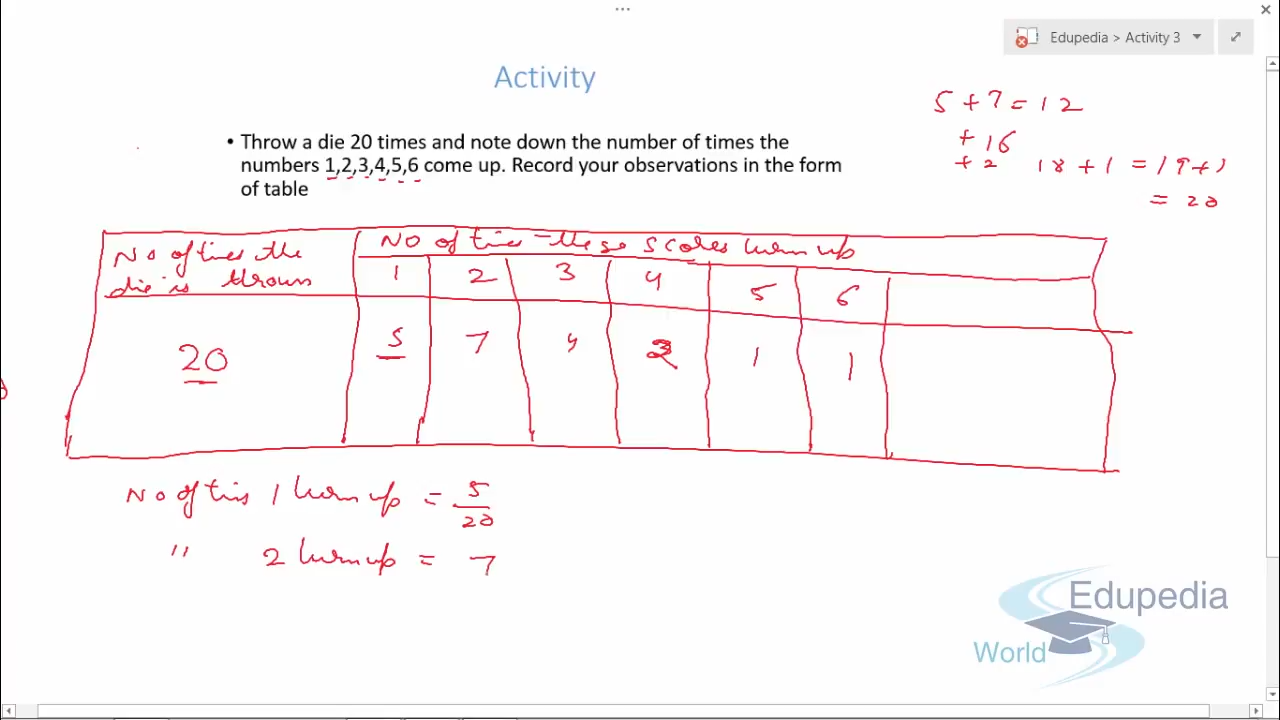 ...
Edupedia > Activity 3
Activity
5 + 7 = 12
+ 16
+ 2 18 + 1 = 19 + 1
= 20
• Throw a die 20 times and note down the number of times the
numbers 1,2,3,4,5,6 come up. Record your observations in the form
of table
No of times the
die is thrown
No of times these scores turn up
1 2 3 4 5 6
20 5 7 4 1 1
No of tims 1 turn up = 5/20
" 2 turn up = 7
Edupedia
World